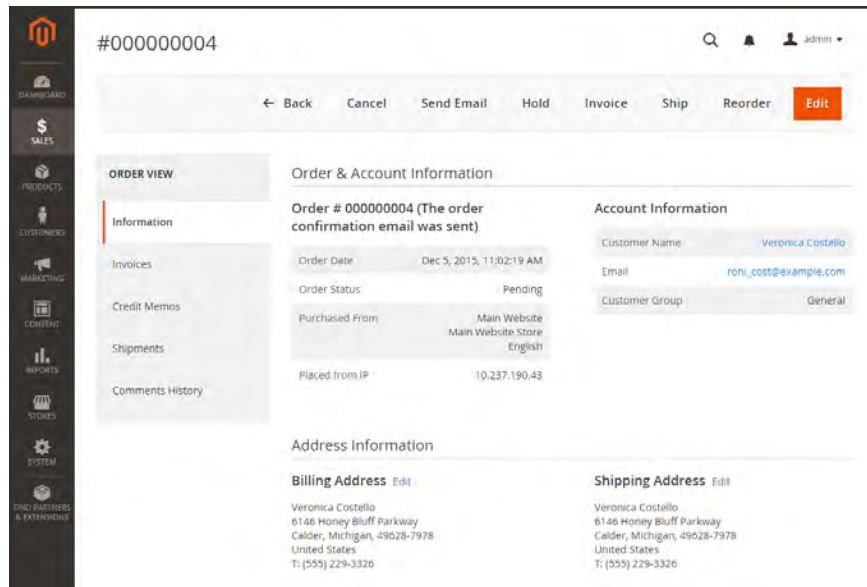 #000000004
admin
DASHBOARD
SALES
PRODUCTS
CUSTOMERS
MARKETING
CONTENT
REPORTS
STORES
SYSTEM
FIND PARTNERS
& EXTENSIONS
← Back Cancel Send Email Hold Invoice Ship Reorder Edit
ORDER VIEW
Information
Invoices
Credit Memos
Shipments
Comments History
Order & Account Information
Order # 000000004 (The order
confirmation email was sent)
Order Date Dec 5, 2015, 11:02:19 AM
Order Status Pending
Purchased From Main Website
Main Website Store
English
Placed from IP 10.237.190.43
Account Information
Customer Name Veronica Costello
Email roni_cost@example.com
Customer Group General
Address Information
Billing Address Edit
Veronica Costello
6146 Honey Bluff Parkway
Calder, Michigan, 49628-7978
United States
T: (555) 229-3326
Shipping Address Edit
Veronica Costello
6146 Honey Bluff Parkway
Calder, Michigan, 49628-7978
United States
T: (555) 229-3326